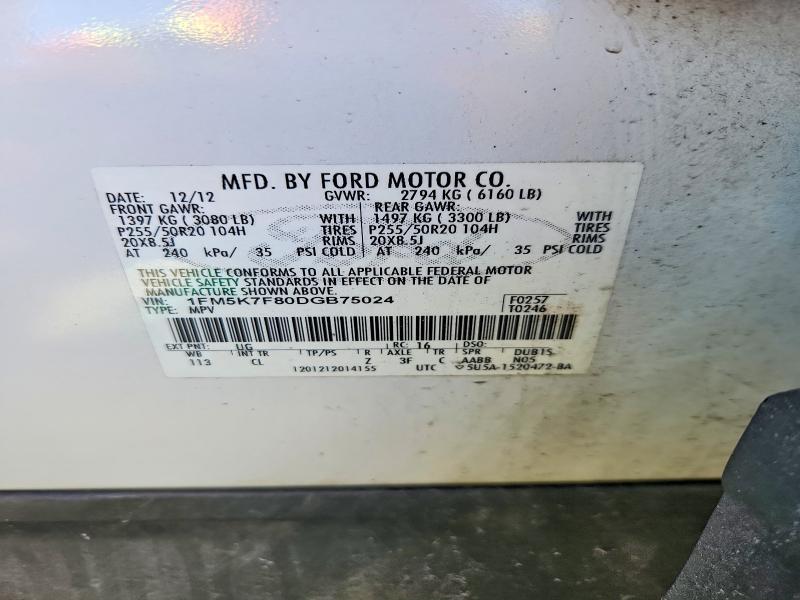 MFD. BY FORD MOTOR CO.
DATE: 12/12 GVWR: 2794 KG ( 6160 LB)
FRONT GAWR: REAR GAWR:
1397 KG ( 3080 LB) WITH 1497 KG ( 3300 LB) WITH
P255/50R20 104H TIRES P255/50R20 104H TIRES
20X8.5J RIMS 20X8.5J RIMS
AT 240 kPa/ 35 PSI COLD AT 240 kPa/ 35 PSI COLD
THIS VEHICLE CONFORMS TO ALL APPLICABLE FEDERAL MOTOR
VEHICLE SAFETY STANDARDS IN EFFECT ON THE DATE OF
MANUFACTURE SHOWN ABOVE.
VIN: 1FM5K7F80DGB75024 F0257
TYPE: MPV T0246
EXT PNT: UG RC: 16 DSO:
WB INT TR TP/PS R AXLE TR SPR DUB15
113 CL Z 3F C AABB N05
1201212014155 UTC 5U5A-1520472-BA